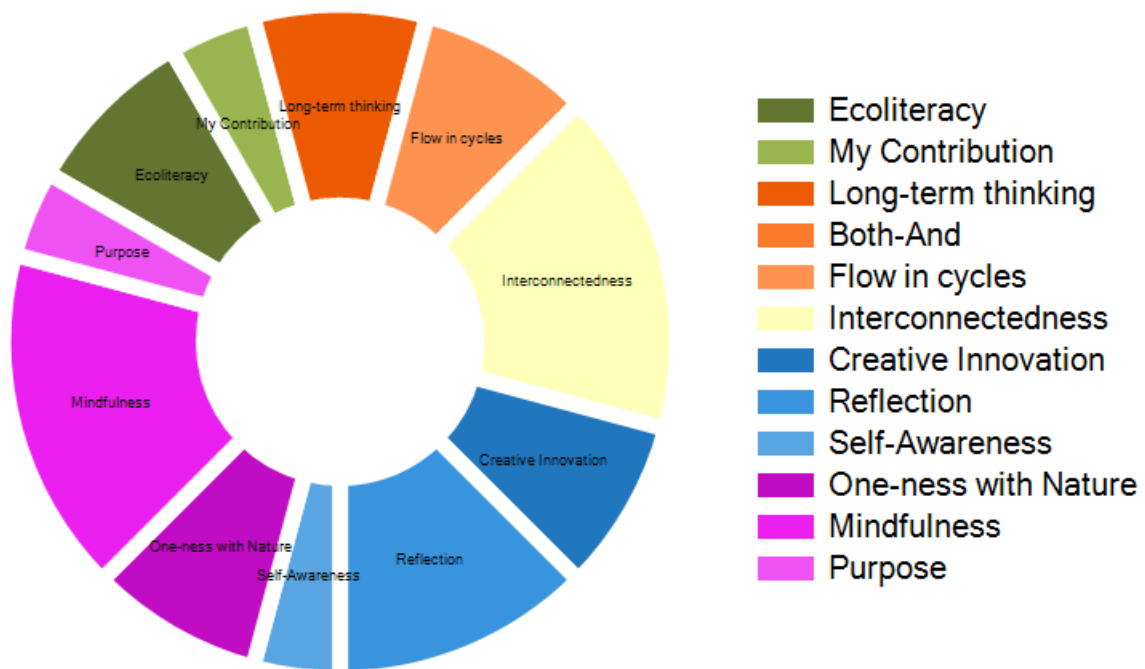 Long-term thinking
My Contribution
Flow in cycles
Ecoliteracy
Purpose
Interconnectedness
Mindfulness
Creative Innovation
One-ness with Nature
Reflection
Self-Awareness
Ecoliteracy
My Contribution
Long-term thinking
Both-And
Flow in cycles
Interconnectedness
Creative Innovation
Reflection
Self-Awareness
One-ness with Nature
Mindfulness
Purpose